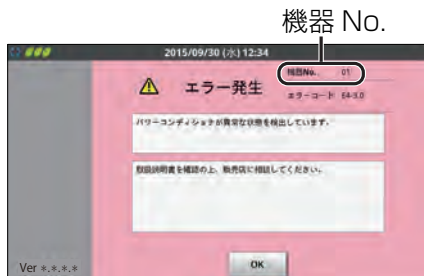 機器 No.
2015/09/30 (水) 12:34
機器No. 01
エラー発生
エラーコード E4-3.0
パワーコンディショナが異常な状態を検出しています。
取扱説明書を確認の上、販売店に相談してください。
OK
Ver *.*.*.*